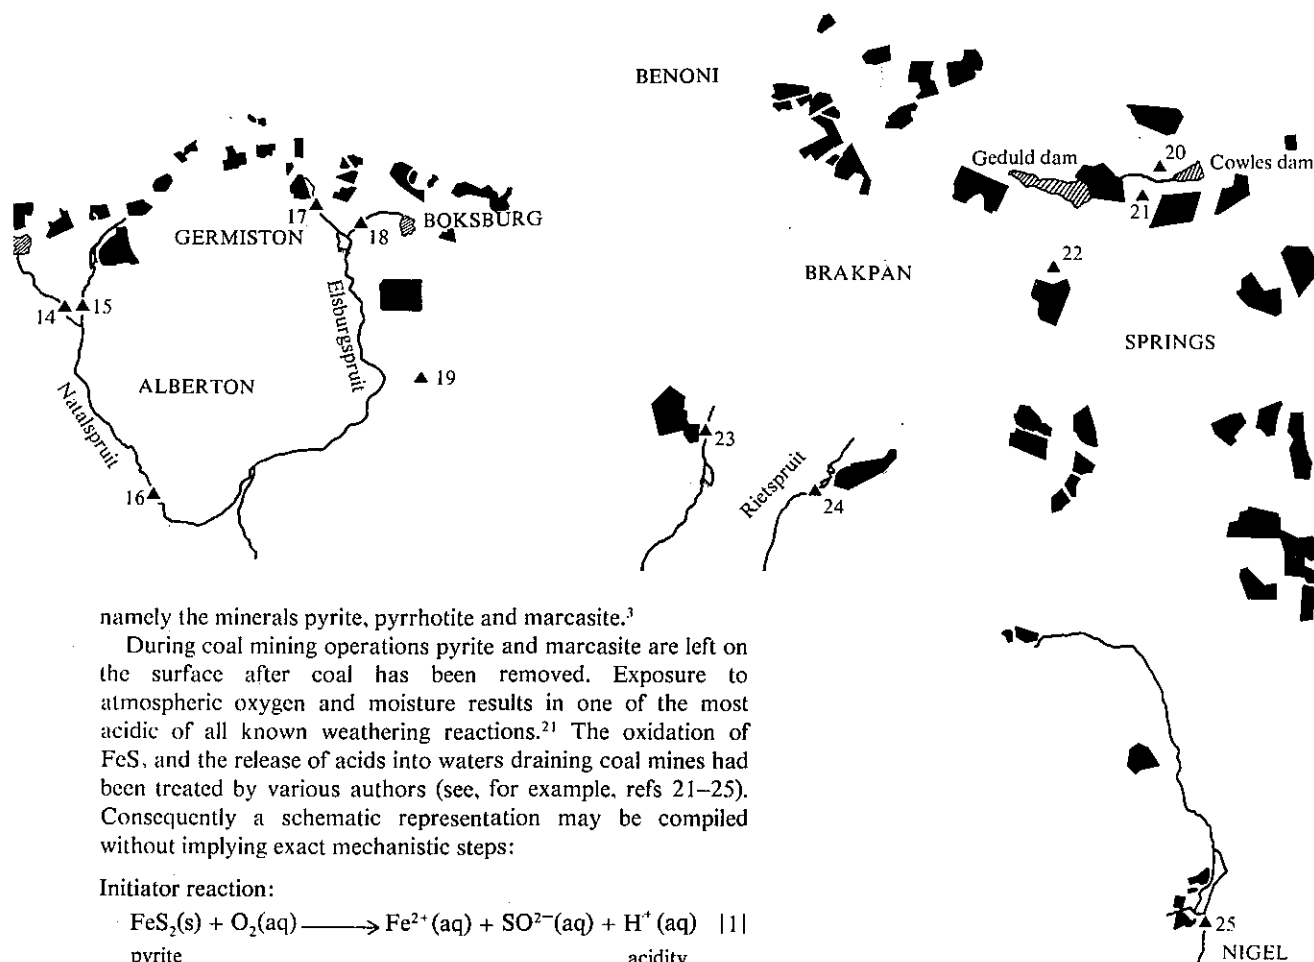 BENONI
Geduld dam
20
Cowles dam
21
17
18
BOKSBURG
GERMISTON
22
BRAKPAN
14
15
Elsburgspruit
SPRINGS
ALBERTON
19
Natalspruit
23
Rietspruit
16
24
namely the minerals pyrite, pyrrhotite and marcasite.³
During coal mining operations pyrite and marcasite are left on
the surface after coal has been removed. Exposure to
atmospheric oxygen and moisture results in one of the most
acidic of all known weathering reactions.²¹ The oxidation of
FeS, and the release of acids into waters draining coal mines had
been treated by various authors (see, for example, refs 21–25).
Consequently a schematic representation may be compiled
without implying exact mechanistic steps:
Initiator reaction:
FeS₂(s) + O₂(aq) ⟶ Fe²⁺(aq) + SO²⁻(aq) + H⁺(aq) |1|
pyrite acidity
25
NIGEL